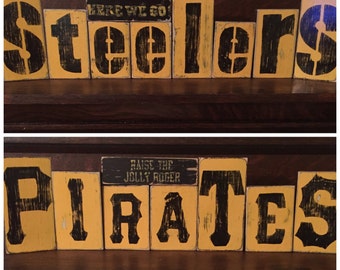 HERE WE GO
Steelers
RAISE THE
JOLLY ROGER
PIRATES